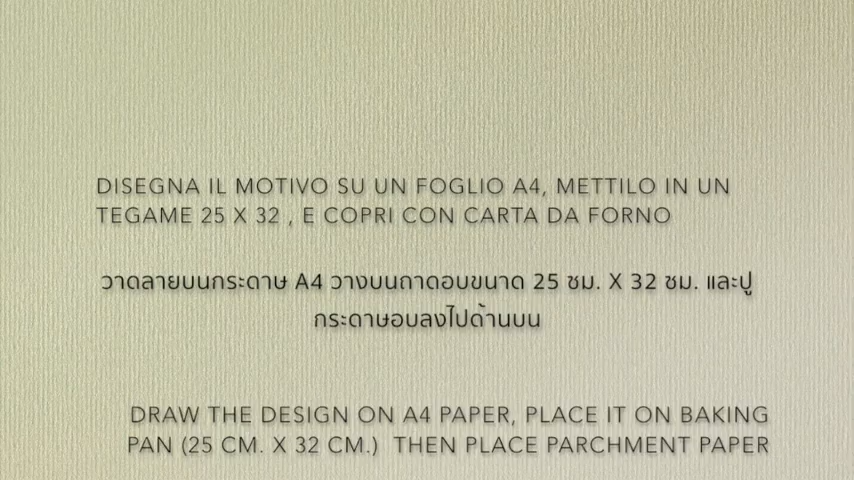 DISEGNA IL MOTIVO SU UN FOGLIO A4, METTILO IN UN
TEGAME 25 X 32 , E COPRI CON CARTA DA FORNO
วาดลายบนกระดาษ A4 วางบนถาดอบขนาด 25 ซม. X 32 ซม. และปู
กระดาษอบลงไปด้านบน
DRAW THE DESIGN ON A4 PAPER, PLACE IT ON BAKING
PAN (25 CM. X 32 CM.) THEN PLACE PARCHMENT PAPER